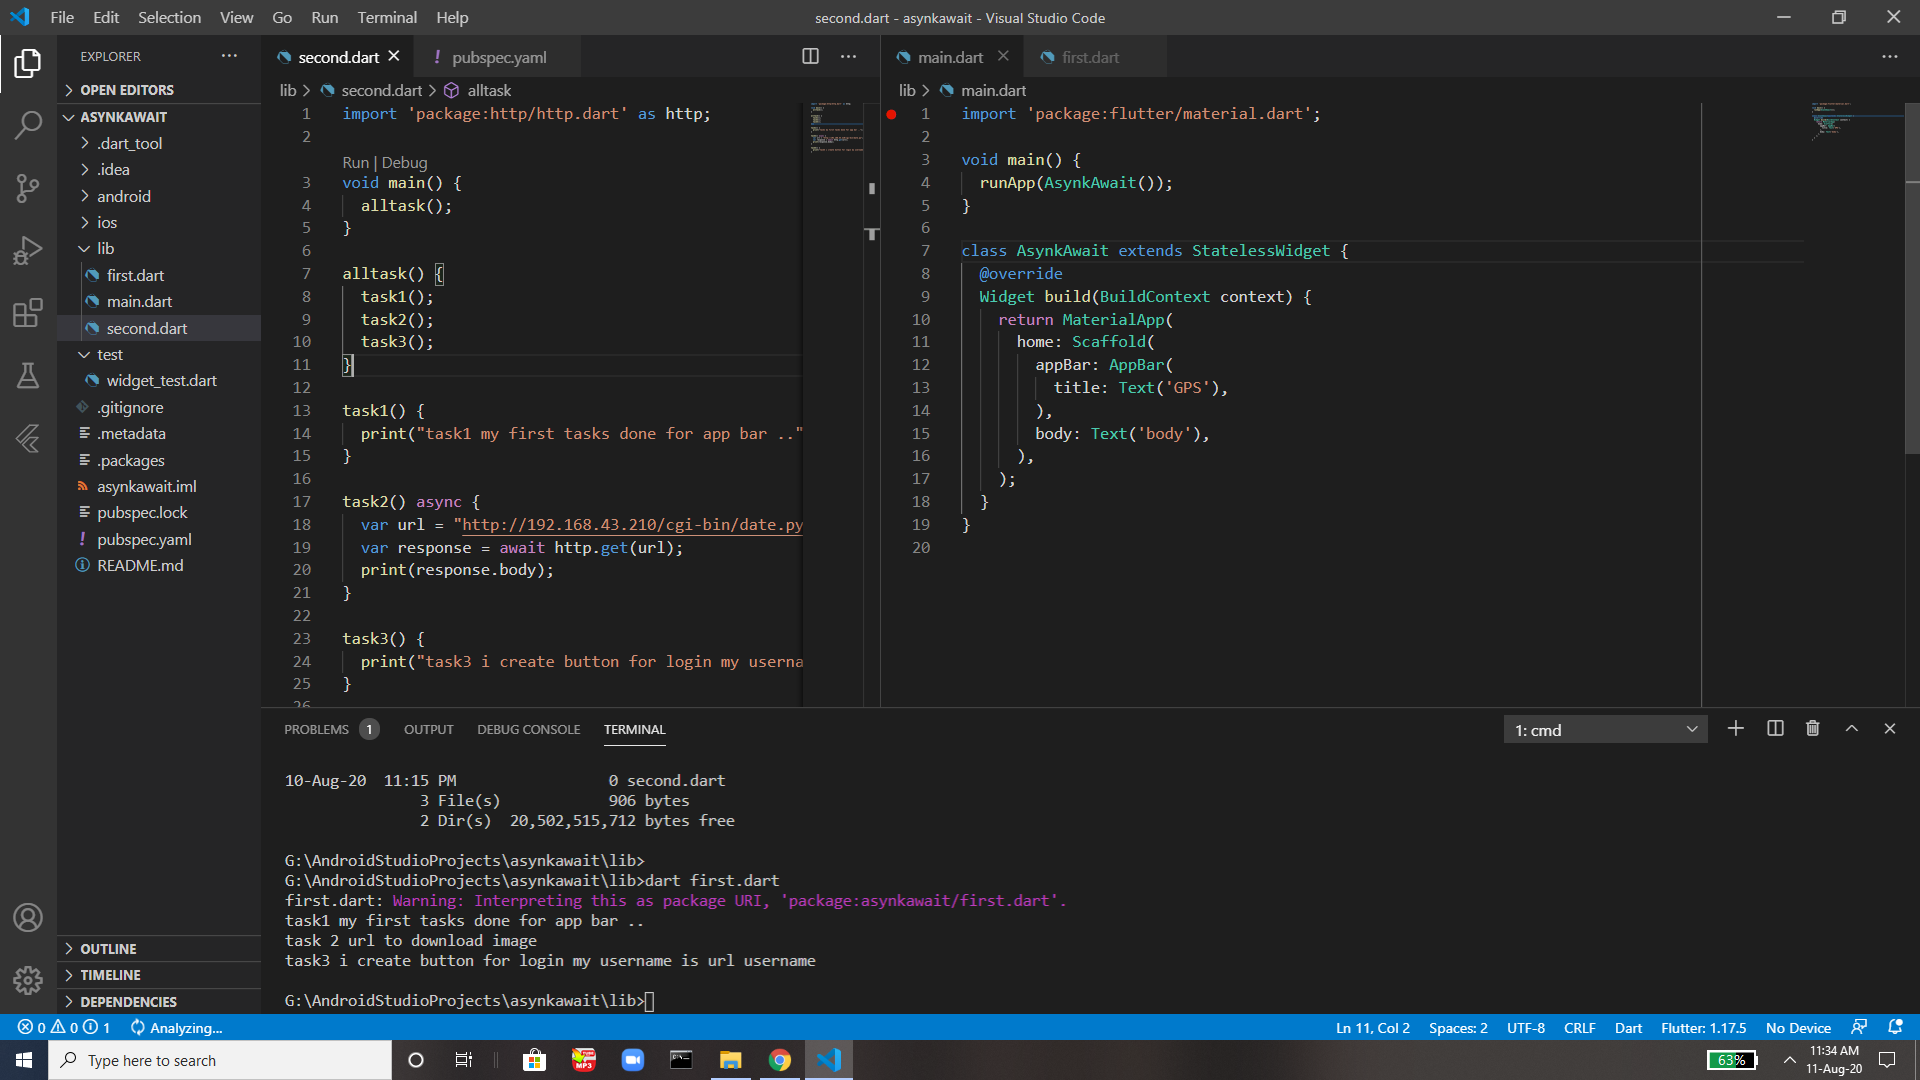 File Edit Selection View Go Run Terminal Help
second.dart - asynkawait - Visual Studio Code
EXPLORER
OPEN EDITORS
ASYNKAWAIT
.dart_tool
.idea
android
ios
lib
first.dart
main.dart
second.dart
test
widget_test.dart
.gitignore
.metadata
.packages
asynkawait.iml
pubspec.lock
pubspec.yaml
README.md
OUTLINE
TIMELINE
DEPENDENCIES
second.dart
pubspec.yaml
lib > second.dart > alltask
1 import 'package:http/http.dart' as http;
2
Run | Debug
3 void main() {
4 alltask();
5 }
6
7 alltask() {
8 task1();
9 task2();
10 task3();
11 }
12
13 task1() {
14 print("task1 my first tasks done for app bar .."
15 }
16
17 task2() async {
18 var url = "http://192.168.43.210/cgi-bin/date.py
19 var response = await http.get(url);
20 print(response.body);
21 }
22
23 task3() {
24 print("task3 i create button for login my userna
25 }
26
main.dart
first.dart
lib > main.dart
1 import 'package:flutter/material.dart';
2
3 void main() {
4 runApp(AsynkAwait());
5 }
6
7 class AsynkAwait extends StatelessWidget {
8 @override
9 Widget build(BuildContext context) {
10 return MaterialApp(
11 home: Scaffold(
12 appBar: AppBar(
13 title: Text('GPS'),
14 ),
15 body: Text('body'),
16 ),
17 );
18 }
19 }
20
PROBLEMS 1 OUTPUT DEBUG CONSOLE TERMINAL
1: cmd
10-Aug-20 11:15 PM 0 second.dart
3 File(s) 906 bytes
2 Dir(s) 20,502,515,712 bytes free
G:\AndroidStudioProjects\asynkawait\lib>
G:\AndroidStudioProjects\asynkawait\lib>dart first.dart
first.dart: Warning: Interpreting this as package URI, 'package:asynkawait/first.dart'.
task1 my first tasks done for app bar ..
task 2 url to download image
task3 i create button for login my username is url username
G:\AndroidStudioProjects\asynkawait\lib>
0 0 1 Analyzing...
Ln 11, Col 2 Spaces: 2 UTF-8 CRLF Dart Flutter: 1.17.5 No Device
Type here to search
MP3
63%
11:34 AM
11-Aug-20